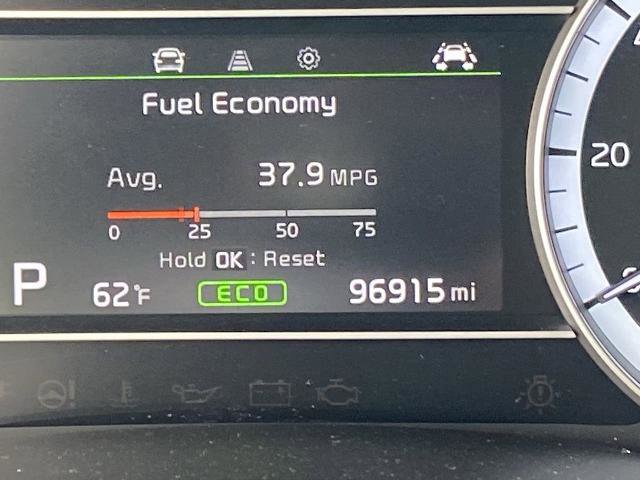 Fuel Economy
Avg. 37.9 MPG
0 25 50 75
Hold OK : Reset
P 62°F ECO 96915 mi
20